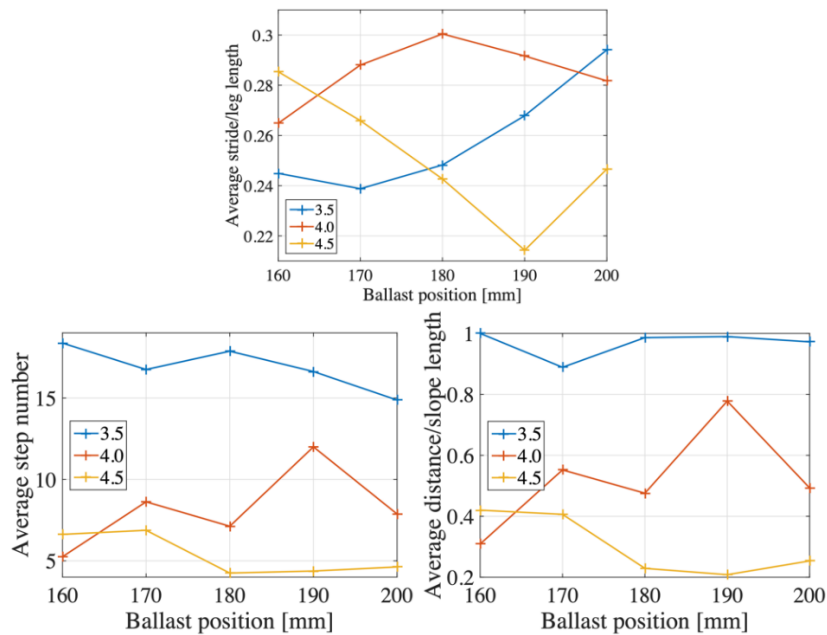 Average stride/leg length
0.3
0.28
0.26
0.24
0.22
3.5
4.0
4.5
160 170 180 190 200
Ballast position [mm]
Average step number
15
10
5
3.5
4.0
4.5
160 170 180 190 200
Ballast position [mm]
Average distance/slope length
1
0.8
0.6
0.4
0.2
3.5
4.0
4.5
160 170 180 190 200
Ballast position [mm]